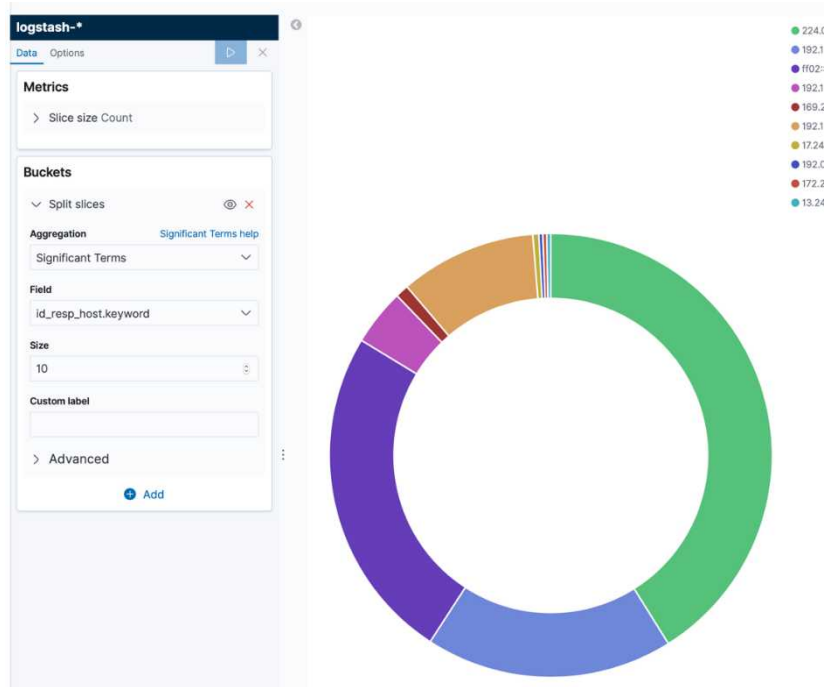 logstash-*
Data Options
Metrics
Slice size Count
Buckets
Split slices
Aggregation Significant Terms help
Significant Terms
Field
id_resp_host.keyword
Size
10
Custom label
Advanced
Add
224.0
192.1
ff02::
192.1
169.2
192.1
17.24
192.0
172.2
13.24